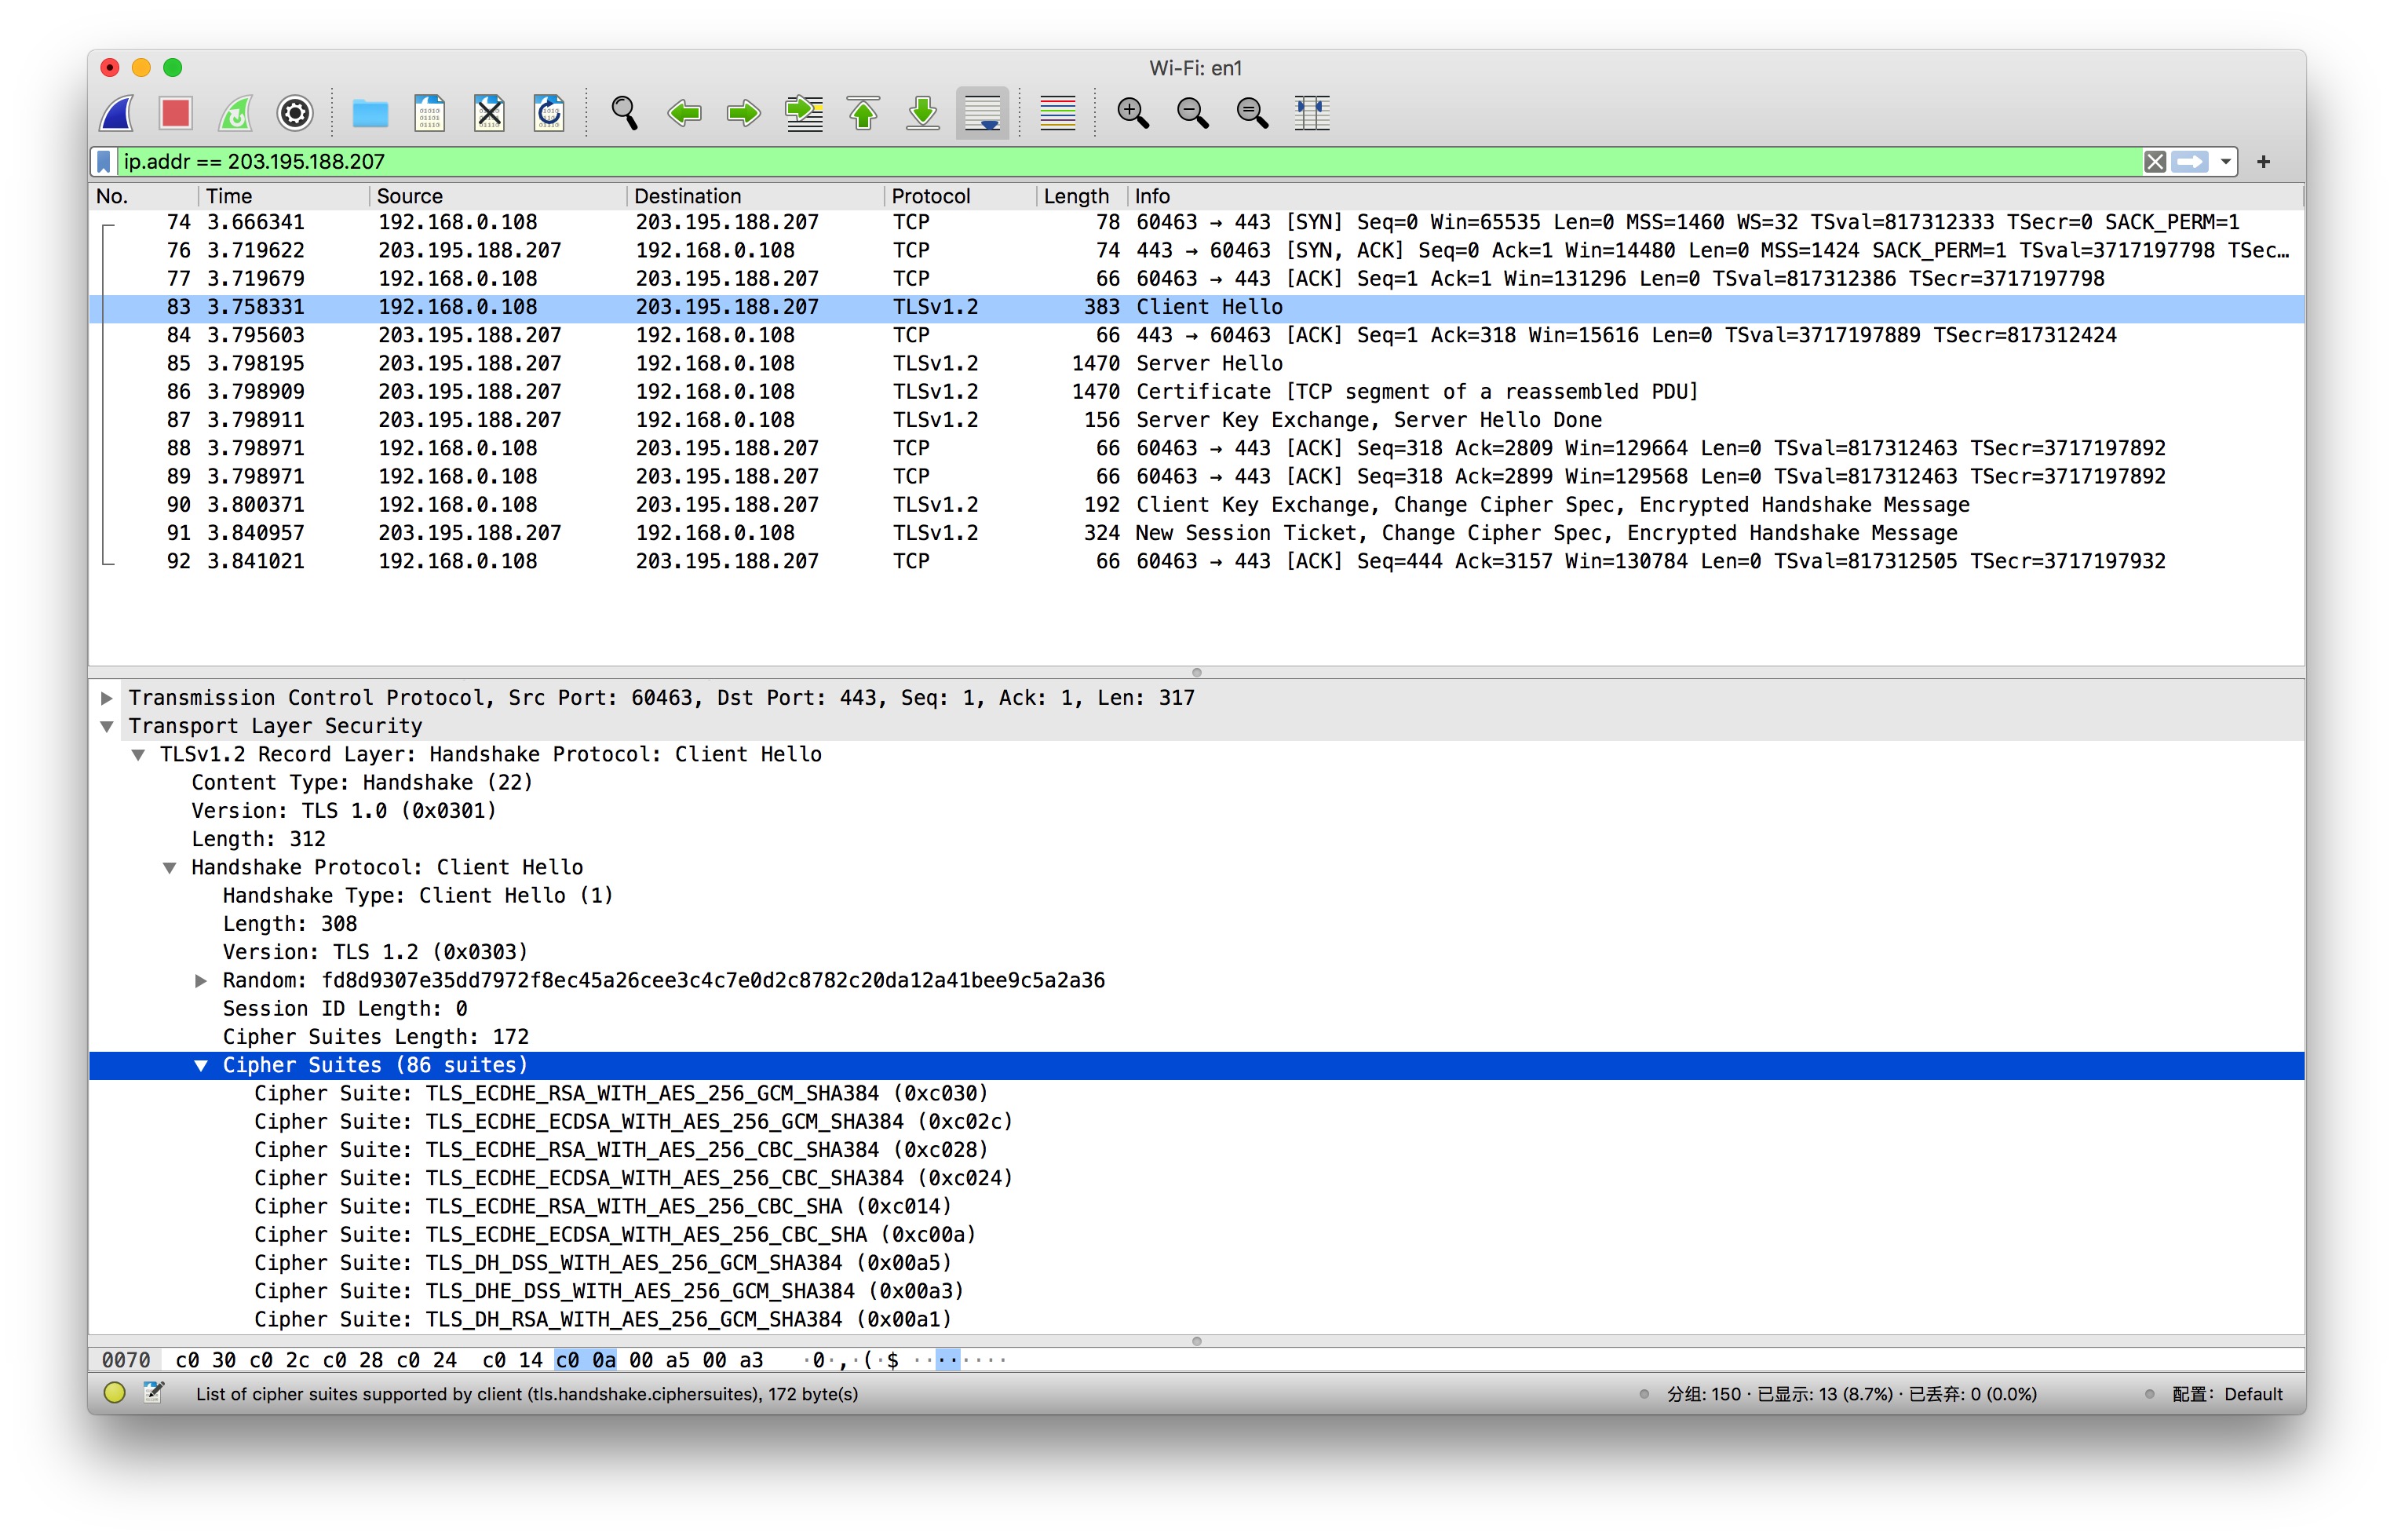 Wi-Fi: en1
ip.addr == 203.195.188.207
No. Time Source Destination Protocol Length Info
74 3.666341 192.168.0.108 203.195.188.207 TCP 78 60463 → 443 [SYN] Seq=0 Win=65535 Len=0 MSS=1460 WS=32 TSval=817312333 TSecr=0 SACK_PERM=1
76 3.719622 203.195.188.207 192.168.0.108 TCP 74 443 → 60463 [SYN, ACK] Seq=0 Ack=1 Win=14480 Len=0 MSS=1424 SACK_PERM=1 TSval=3717197798 TSec…
77 3.719679 192.168.0.108 203.195.188.207 TCP 66 60463 → 443 [ACK] Seq=1 Ack=1 Win=131296 Len=0 TSval=817312386 TSecr=3717197798
83 3.758331 192.168.0.108 203.195.188.207 TLSv1.2 383 Client Hello
84 3.795603 203.195.188.207 192.168.0.108 TCP 66 443 → 60463 [ACK] Seq=1 Ack=318 Win=15616 Len=0 TSval=3717197889 TSecr=817312424
85 3.798195 203.195.188.207 192.168.0.108 TLSv1.2 1470 Server Hello
86 3.798909 203.195.188.207 192.168.0.108 TLSv1.2 1470 Certificate [TCP segment of a reassembled PDU]
87 3.798911 203.195.188.207 192.168.0.108 TLSv1.2 156 Server Key Exchange, Server Hello Done
88 3.798971 192.168.0.108 203.195.188.207 TCP 66 60463 → 443 [ACK] Seq=318 Ack=2809 Win=129664 Len=0 TSval=817312463 TSecr=3717197892
89 3.798971 192.168.0.108 203.195.188.207 TCP 66 60463 → 443 [ACK] Seq=318 Ack=2899 Win=129568 Len=0 TSval=817312463 TSecr=3717197892
90 3.800371 192.168.0.108 203.195.188.207 TLSv1.2 192 Client Key Exchange, Change Cipher Spec, Encrypted Handshake Message
91 3.840957 203.195.188.207 192.168.0.108 TLSv1.2 324 New Session Ticket, Change Cipher Spec, Encrypted Handshake Message
92 3.841021 192.168.0.108 203.195.188.207 TCP 66 60463 → 443 [ACK] Seq=444 Ack=3157 Win=130784 Len=0 TSval=817312505 TSecr=3717197932
Transmission Control Protocol, Src Port: 60463, Dst Port: 443, Seq: 1, Ack: 1, Len: 317
Transport Layer Security
TLSv1.2 Record Layer: Handshake Protocol: Client Hello
Content Type: Handshake (22)
Version: TLS 1.0 (0x0301)
Length: 312
Handshake Protocol: Client Hello
Handshake Type: Client Hello (1)
Length: 308
Version: TLS 1.2 (0x0303)
Random: fd8d9307e35dd7972f8ec45a26cee3c4c7e0d2c8782c20da12a41bee9c5a2a36
Session ID Length: 0
Cipher Suites Length: 172
Cipher Suites (86 suites)
Cipher Suite: TLS_ECDHE_RSA_WITH_AES_256_GCM_SHA384 (0xc030)
Cipher Suite: TLS_ECDHE_ECDSA_WITH_AES_256_GCM_SHA384 (0xc02c)
Cipher Suite: TLS_ECDHE_RSA_WITH_AES_256_CBC_SHA384 (0xc028)
Cipher Suite: TLS_ECDHE_ECDSA_WITH_AES_256_CBC_SHA384 (0xc024)
Cipher Suite: TLS_ECDHE_RSA_WITH_AES_256_CBC_SHA (0xc014)
Cipher Suite: TLS_ECDHE_ECDSA_WITH_AES_256_CBC_SHA (0xc00a)
Cipher Suite: TLS_DH_DSS_WITH_AES_256_GCM_SHA384 (0x00a5)
Cipher Suite: TLS_DHE_DSS_WITH_AES_256_GCM_SHA384 (0x00a3)
Cipher Suite: TLS_DH_RSA_WITH_AES_256_GCM_SHA384 (0x00a1)
0070 c0 30 c0 2c c0 28 c0 24 c0 14 c0 0a 00 a5 00 a3 ·0·,·(·$ ········
List of cipher suites supported by client (tls.handshake.ciphersuites), 172 byte(s) 分组: 150 · 已显示: 13 (8.7%) · 已丢弃: 0 (0.0%) 配置: Default